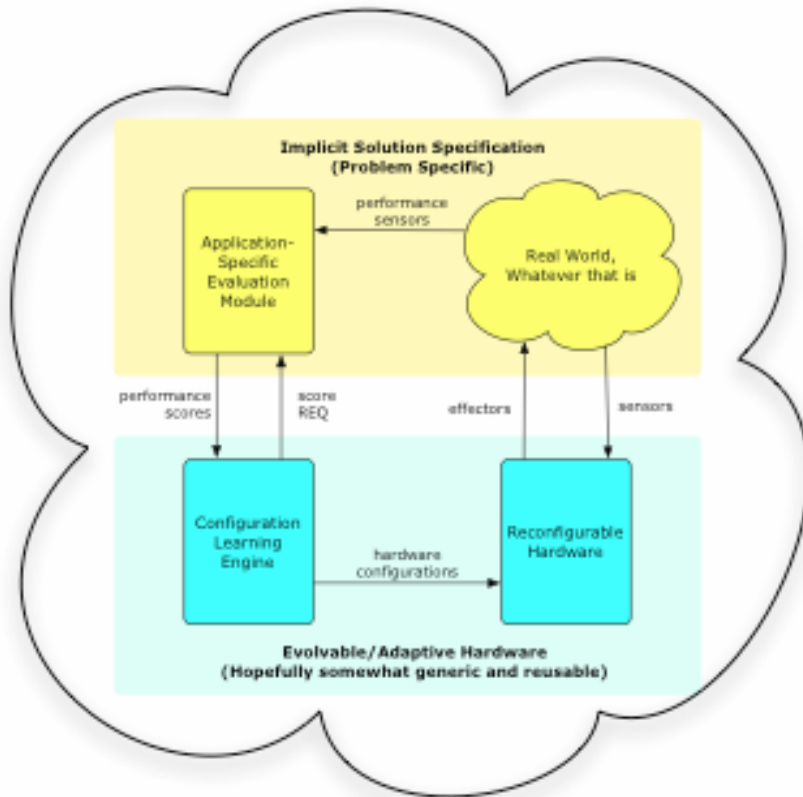 Implicit Solution Specification
(Problem Specific)
performance
sensors
Application-
Specific
Evaluation
Module
Real World,
Whatever that is
performance
scores
score
REQ
effectors
sensors
Configuration
Learning
Engine
Reconfigurable
Hardware
hardware
configurations
Evolvable/Adaptive Hardware
(Hopefully somewhat generic and reusable)